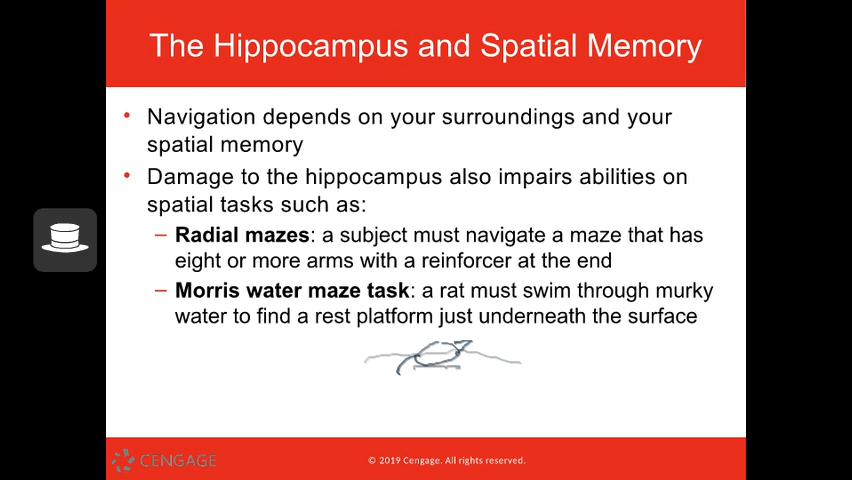 The Hippocampus and Spatial Memory
• Navigation depends on your surroundings and your
spatial memory
• Damage to the hippocampus also impairs abilities on
spatial tasks such as:
– Radial mazes: a subject must navigate a maze that has
eight or more arms with a reinforcer at the end
– Morris water maze task: a rat must swim through murky
water to find a rest platform just underneath the surface
CENGAGE
© 2019 Cengage. All rights reserved.